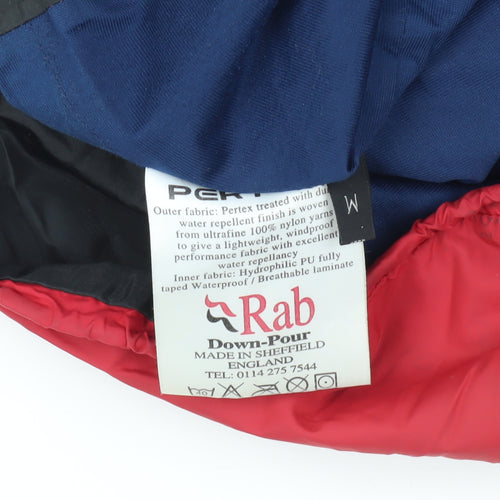 M
Outer fabric: Pertex treated with
water repellent finish is woven
from ultrafine 100% nylon yarns
to give a lightweight, windproof
performance fabric with excellent
water repellancy
Inner fabric: Hydrophilic PU fully
taped Waterproof / Breathable laminate
Rab
Down-Pour
MADE IN SHEFFIELD
ENGLAND
TEL: 0114 275 7544
40